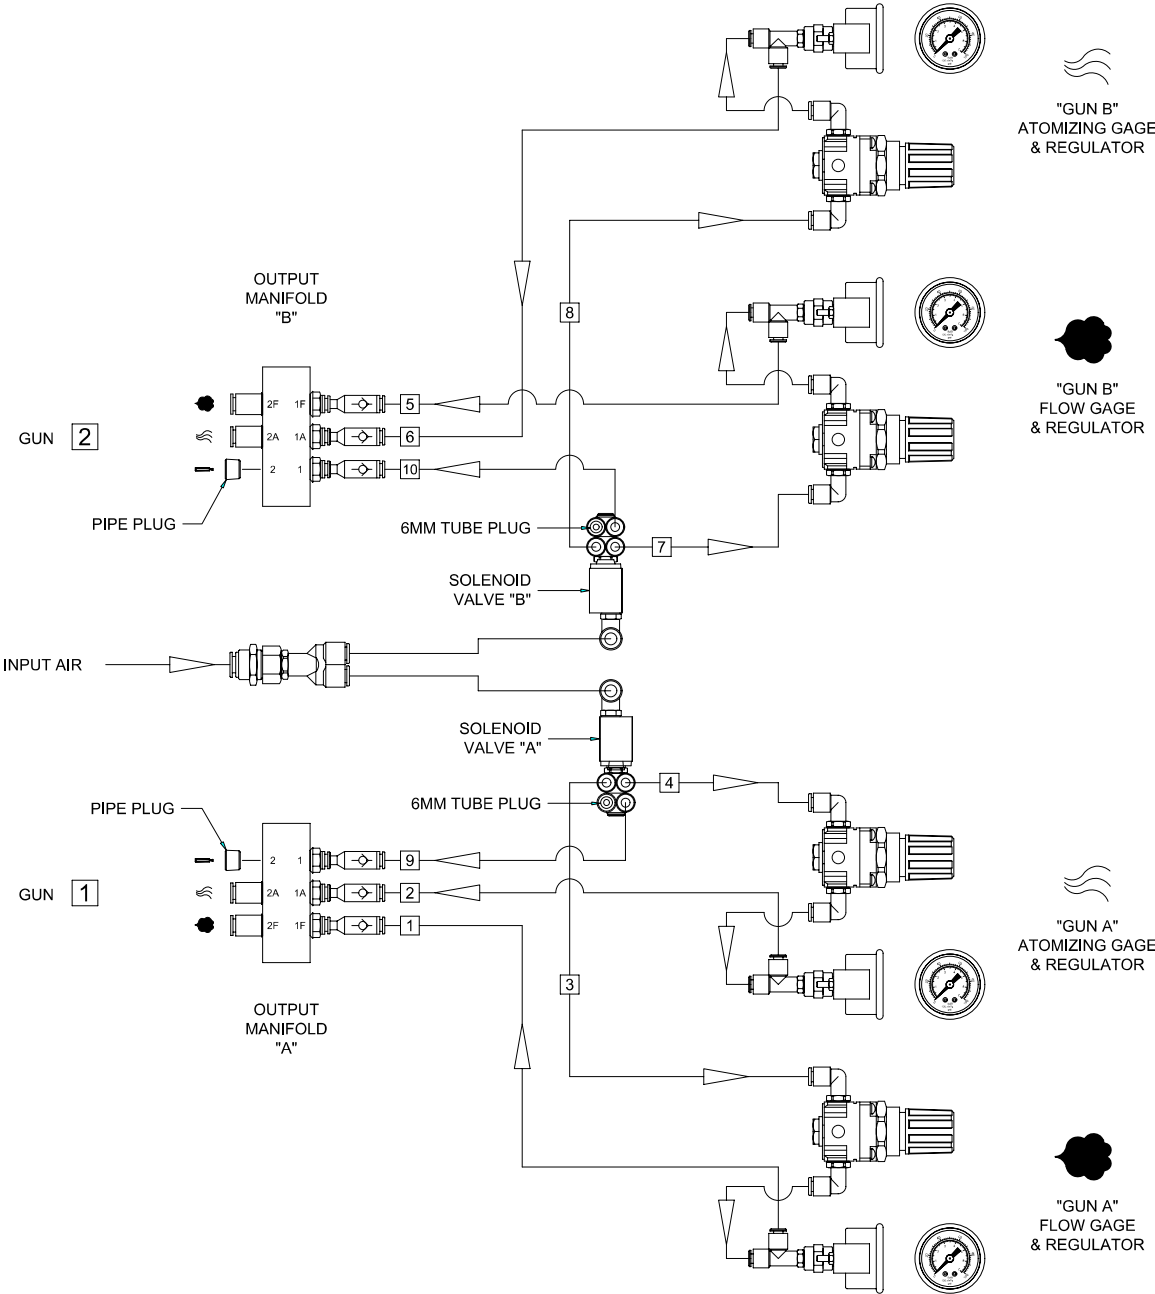 "GUN B"
ATOMIZING GAGE
& REGULATOR
OUTPUT
MANIFOLD
"B"
8
"GUN B"
FLOW GAGE
& REGULATOR
2F 1F
5
GUN 2
2A 1A
6
2 1
10
PIPE PLUG
6MM TUBE PLUG
7
SOLENOID
VALVE "B"
INPUT AIR
SOLENOID
VALVE "A"
4
PIPE PLUG
6MM TUBE PLUG
2 1
9
GUN 1
2A 1A
2
2F 1F
1
"GUN A"
ATOMIZING GAGE
& REGULATOR
3
OUTPUT
MANIFOLD
"A"
"GUN A"
FLOW GAGE
& REGULATOR